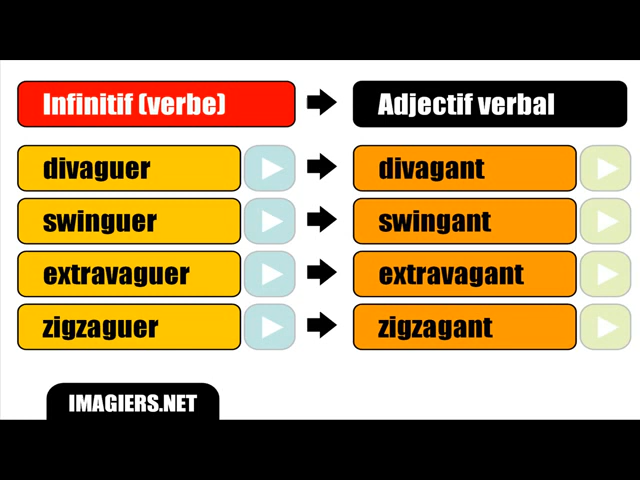 Infinitif (verbe) Adjectif verbal
divaguer divagant
swinguer swingant
extravaguer extravagant
zigzaguer zigzagant
IMAGIERS.NET